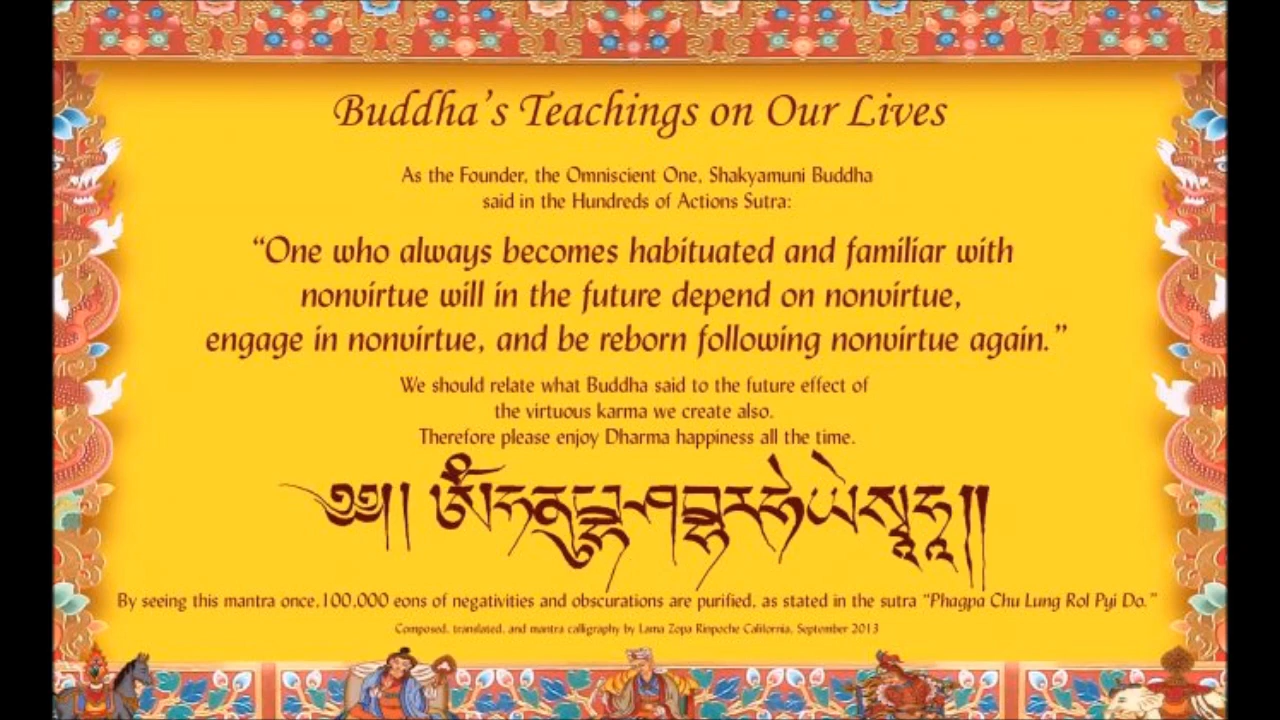 Buddha's Teachings on Our Lives
As the Founder, the Omniscient One, Shakyamuni Buddha
said in the Hundreds of Actions Sutra:
“One who always becomes habituated and familiar with
nonvirtue will in the future depend on nonvirtue,
engage in nonvirtue, and be reborn following nonvirtue again.”
We should relate what Buddha said to the future effect of
the virtuous karma we create also.
Therefore please enjoy Dharma happiness all the time.
༄༅།། ཨོཾ་ཧ་ནུ་བྷ་ཤ་བྷ་ར་ཧེ་ཡེ་སྭཱ་ཧཱ།།
By seeing this mantra once,100,000 eons of negativities and obscurations are purified, as stated in the sutra “Phagpa Chu Lung Rol Pyi Do.”
Composed, translated, and mantra calligraphy by Lama Zopa Rinpoche California, September 2013